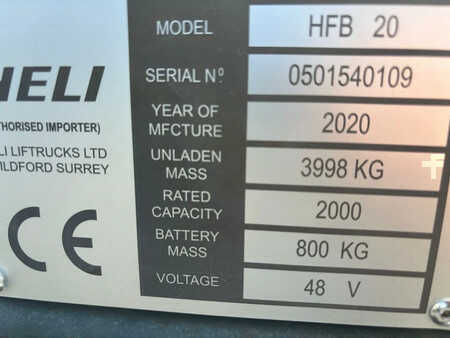 HELI
MODEL HFB 20
SERIAL Nº 0501540109
THORISED IMPORTER)
LI LIFTRUCKS LTD
ILDFORD SURREY
YEAR OF
MFCTURE 2020
UNLADEN
MASS 3998 KG
RATED
CAPACITY 2000
BATTERY
MASS 800 KG
VOLTAGE 48 V
CE